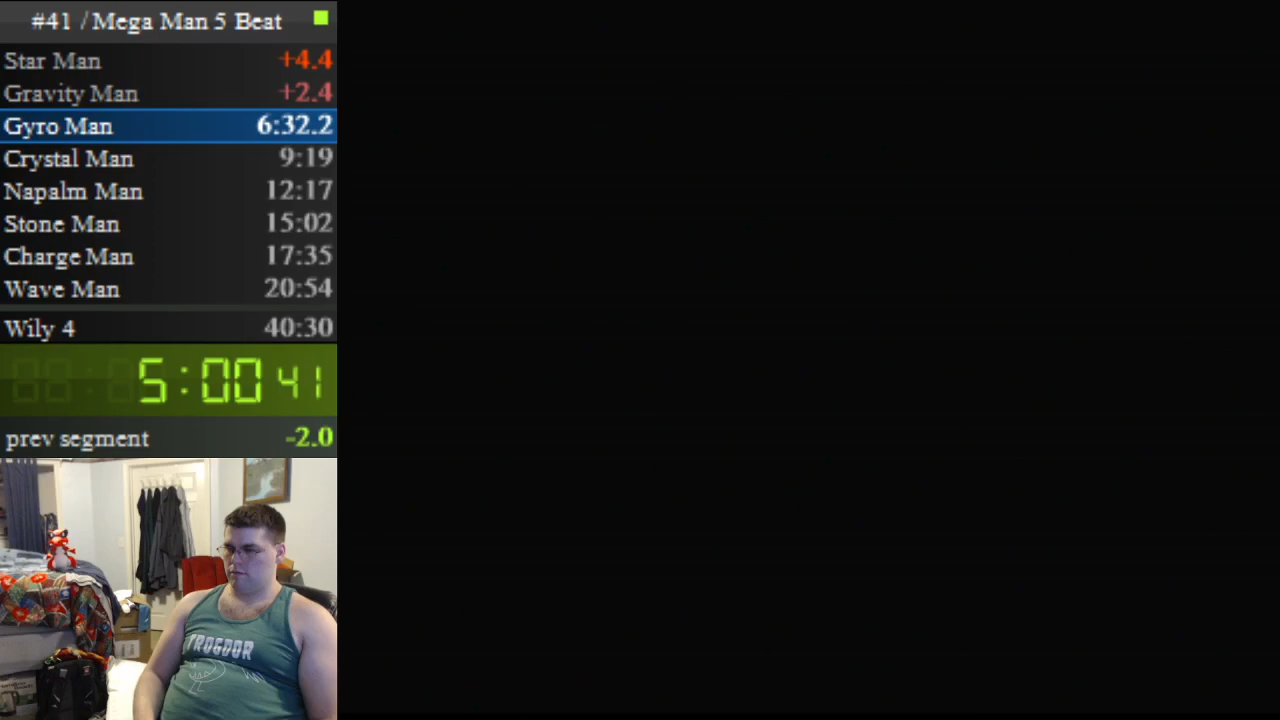 #41 / Mega Man 5 Beat
Star Man +4.4
Gravity Man +2.4
Gyro Man 6:32.2
Crystal Man 9:19
Napalm Man 12:17
Stone Man 15:02
Charge Man 17:35
Wave Man 20:54
Wily 4 40:30
5:00 41
prev segment -2.0
TROGDOR